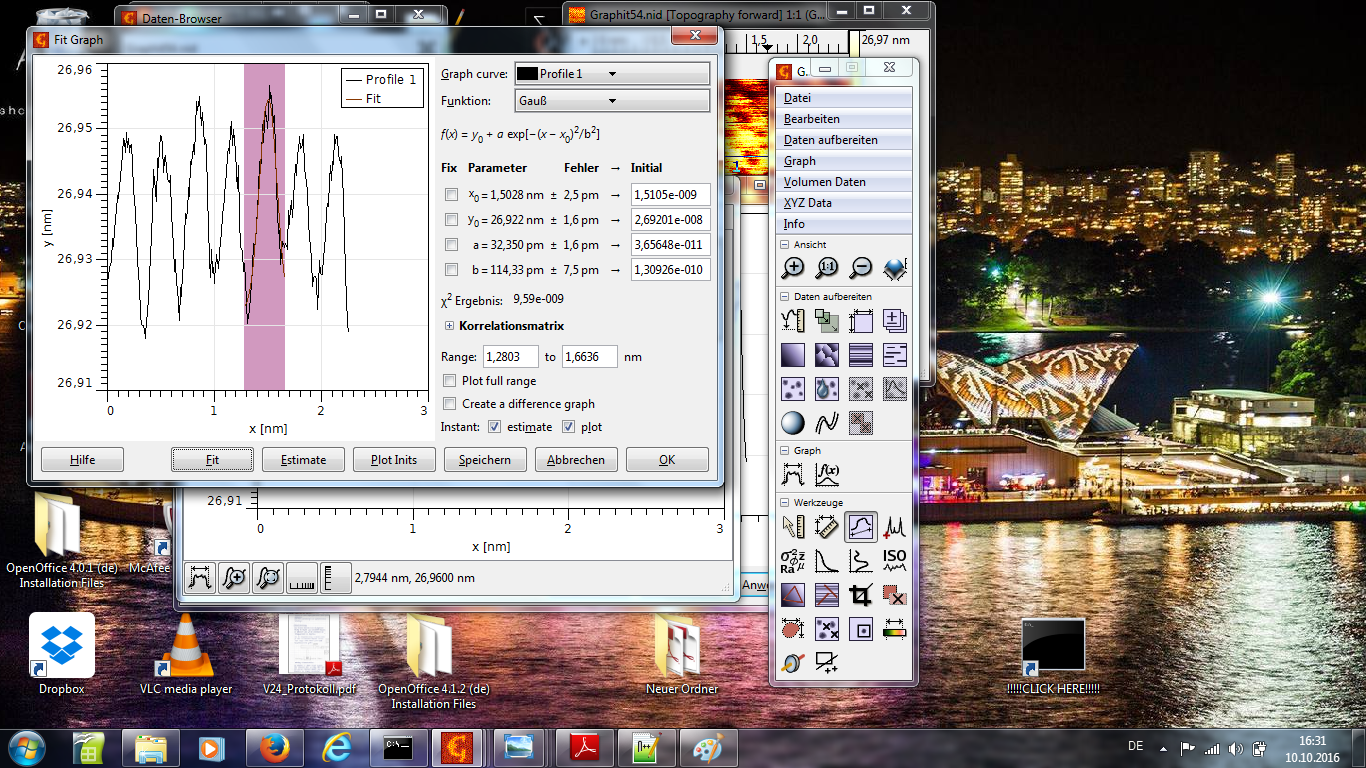 Daten-Browser
Graphit54.nid [Topography forward] 1:1 (G...
Fit Graph
1,5
2,0
26,97 nm
G..
26,96
26,95
26,94
26,93
26,92
26,91
y [nm]
0
1
2
3
x [nm]
Profile 1
Fit
Graph curve:
Profile 1
Funktion:
Gauß
f(x) = y₀ + a exp[−(x − x₀)²/b²]
Fix Parameter Fehler → Initial
x₀ = 1,5028 nm ± 2,5 pm → 1,5105e-009
y₀ = 26,922 nm ± 1,6 pm → 2,69201e-008
a = 32,350 pm ± 1,6 pm → 3,65648e-011
b = 114,33 pm ± 7,5 pm → 1,30926e-010
χ² Ergebnis: 9,59e-009
Korrelationsmatrix
Range: 1,2803 to 1,6636 nm
Plot full range
Create a difference graph
Instant: estimate plot
Hilfe
Fit
Estimate
Plot Inits
Speichern
Abbrechen
OK
Datei
Bearbeiten
Daten aufbereiten
Graph
Volumen Daten
XYZ Data
Info
Ansicht
1:1
Daten aufbereiten
Graph
f(x)
Werkzeuge
ISO
26,91
0
1
2
3
x [nm]
2,7944 nm, 26,9600 nm
Anwe
OpenOffice 4.0.1 (de)
Installation Files
McAfee
Dropbox
VLC media player
V24_Protokoll.pdf
OpenOffice 4.1.2 (de)
Installation Files
Neuer Ordner
!!!!!CLICK HERE!!!!!
DE
16:31
10.10.2016